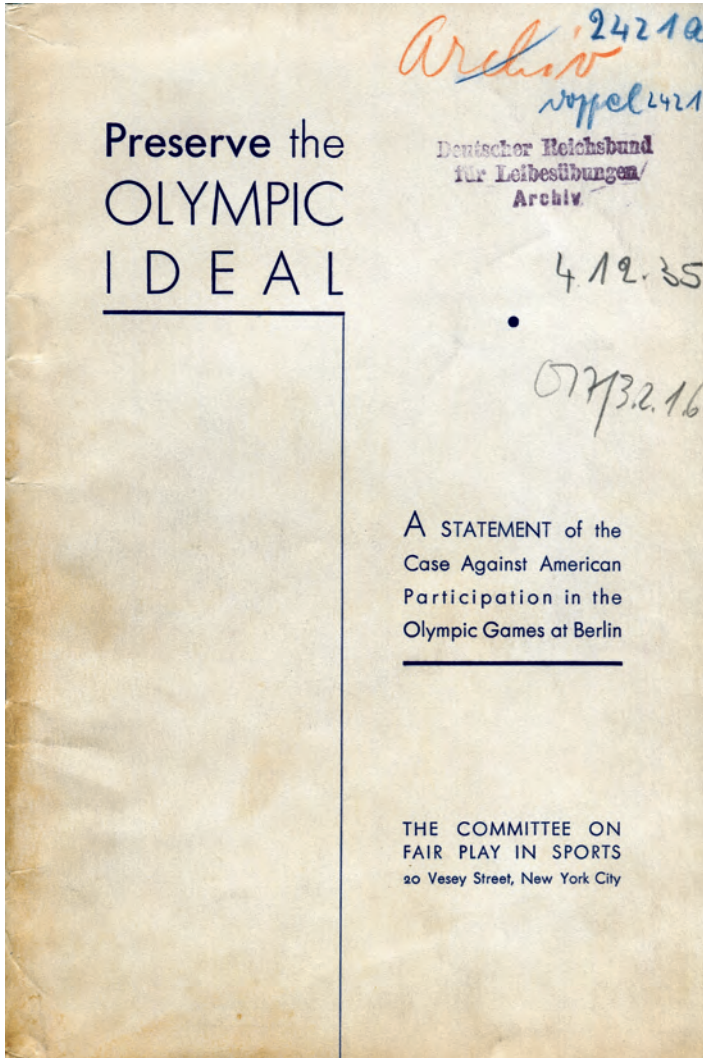 2421a
Archiv
doppel 2421
Preserve the
OLYMPIC
IDEAL
Deutscher Reichsbund
für Leibesübungen/
Archiv
4.12.35
A STATEMENT of the
Case Against American
Participation in the
Olympic Games at Berlin
THE COMMITTEE ON
FAIR PLAY IN SPORTS
20 Vesey Street, New York City